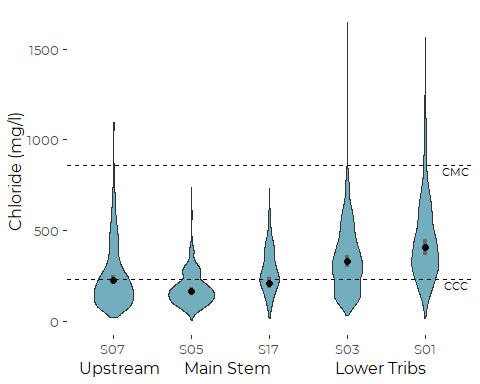 Chloride (mg/l)
1500
1000
500
0
CMC
CCC
S07 S05 S17 S03 S01
Upstream Main Stem Lower Tribs